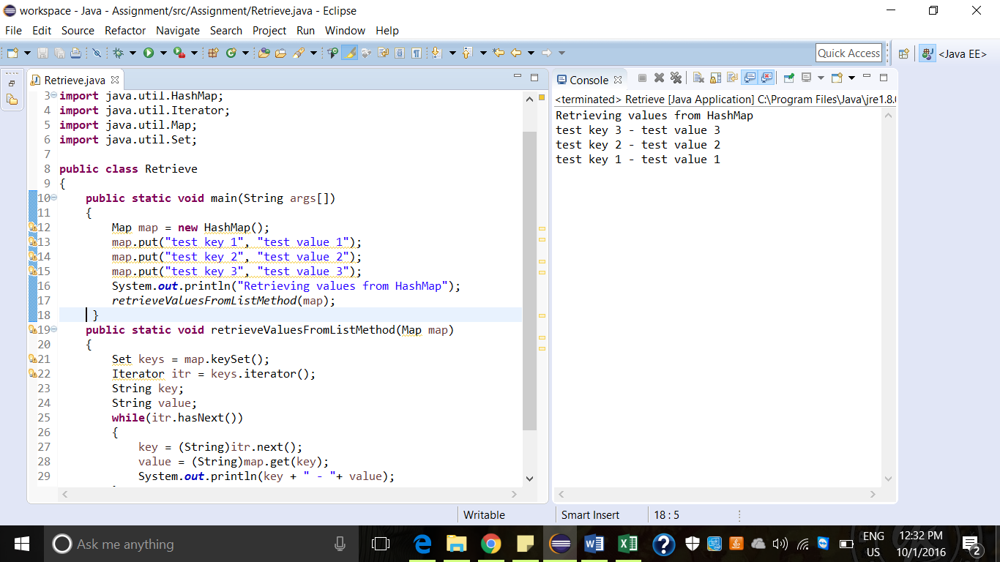 workspace - Java - Assignment/src/Assignment/Retrieve.java - Eclipse
File Edit Source Refactor Navigate Search Project Run Window Help
Quick Access
<Java EE>
Retrieve.java
3 import java.util.HashMap;
4 import java.util.Iterator;
5 import java.util.Map;
6 import java.util.Set;
7
8 public class Retrieve
9 {
10 public static void main(String args[])
11 {
12 Map map = new HashMap();
13 map.put("test key 1", "test value 1");
14 map.put("test key 2", "test value 2");
15 map.put("test key 3", "test value 3");
16 System.out.println("Retrieving values from HashMap");
17 retrieveValuesFromListMethod(map);
18 }
19 public static void retrieveValuesFromListMethod(Map map)
20 {
21 Set keys = map.keySet();
22 Iterator itr = keys.iterator();
23 String key;
24 String value;
25 while(itr.hasNext())
26 {
27 key = (String)itr.next();
28 value = (String)map.get(key);
29 System.out.println(key + " - "+ value);
Console
<terminated> Retrieve [Java Application] C:\Program Files\Java\jre1.8.0
Retrieving values from HashMap
test key 3 - test value 3
test key 2 - test value 2
test key 1 - test value 1
Writable Smart Insert 18 : 5
Ask me anything
ENG
US
12:32 PM
10/1/2016
2